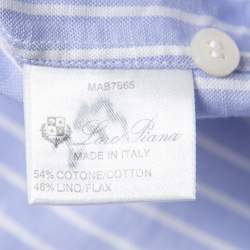 MAB7665
Loro Piana
MADE IN ITALY
54% COTONE/COTTON
46% LINO/FLAX